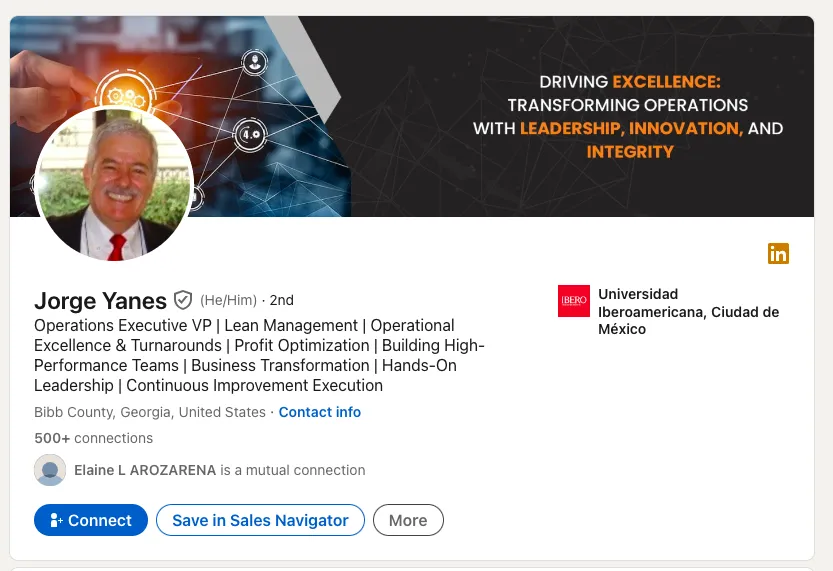 DRIVING EXCELLENCE:
TRANSFORMING OPERATIONS
WITH LEADERSHIP, INNOVATION, AND
INTEGRITY
4.0
in
Jorge Yanes (He/Him) · 2nd
Operations Executive VP | Lean Management | Operational
Excellence & Turnarounds | Profit Optimization | Building High-
Performance Teams | Business Transformation | Hands-On
Leadership | Continuous Improvement Execution
IBERO
Universidad
Iberoamericana, Ciudad de
México
Bibb County, Georgia, United States · Contact info
500+ connections
Elaine L AROZARENA is a mutual connection
Connect
Save in Sales Navigator
More